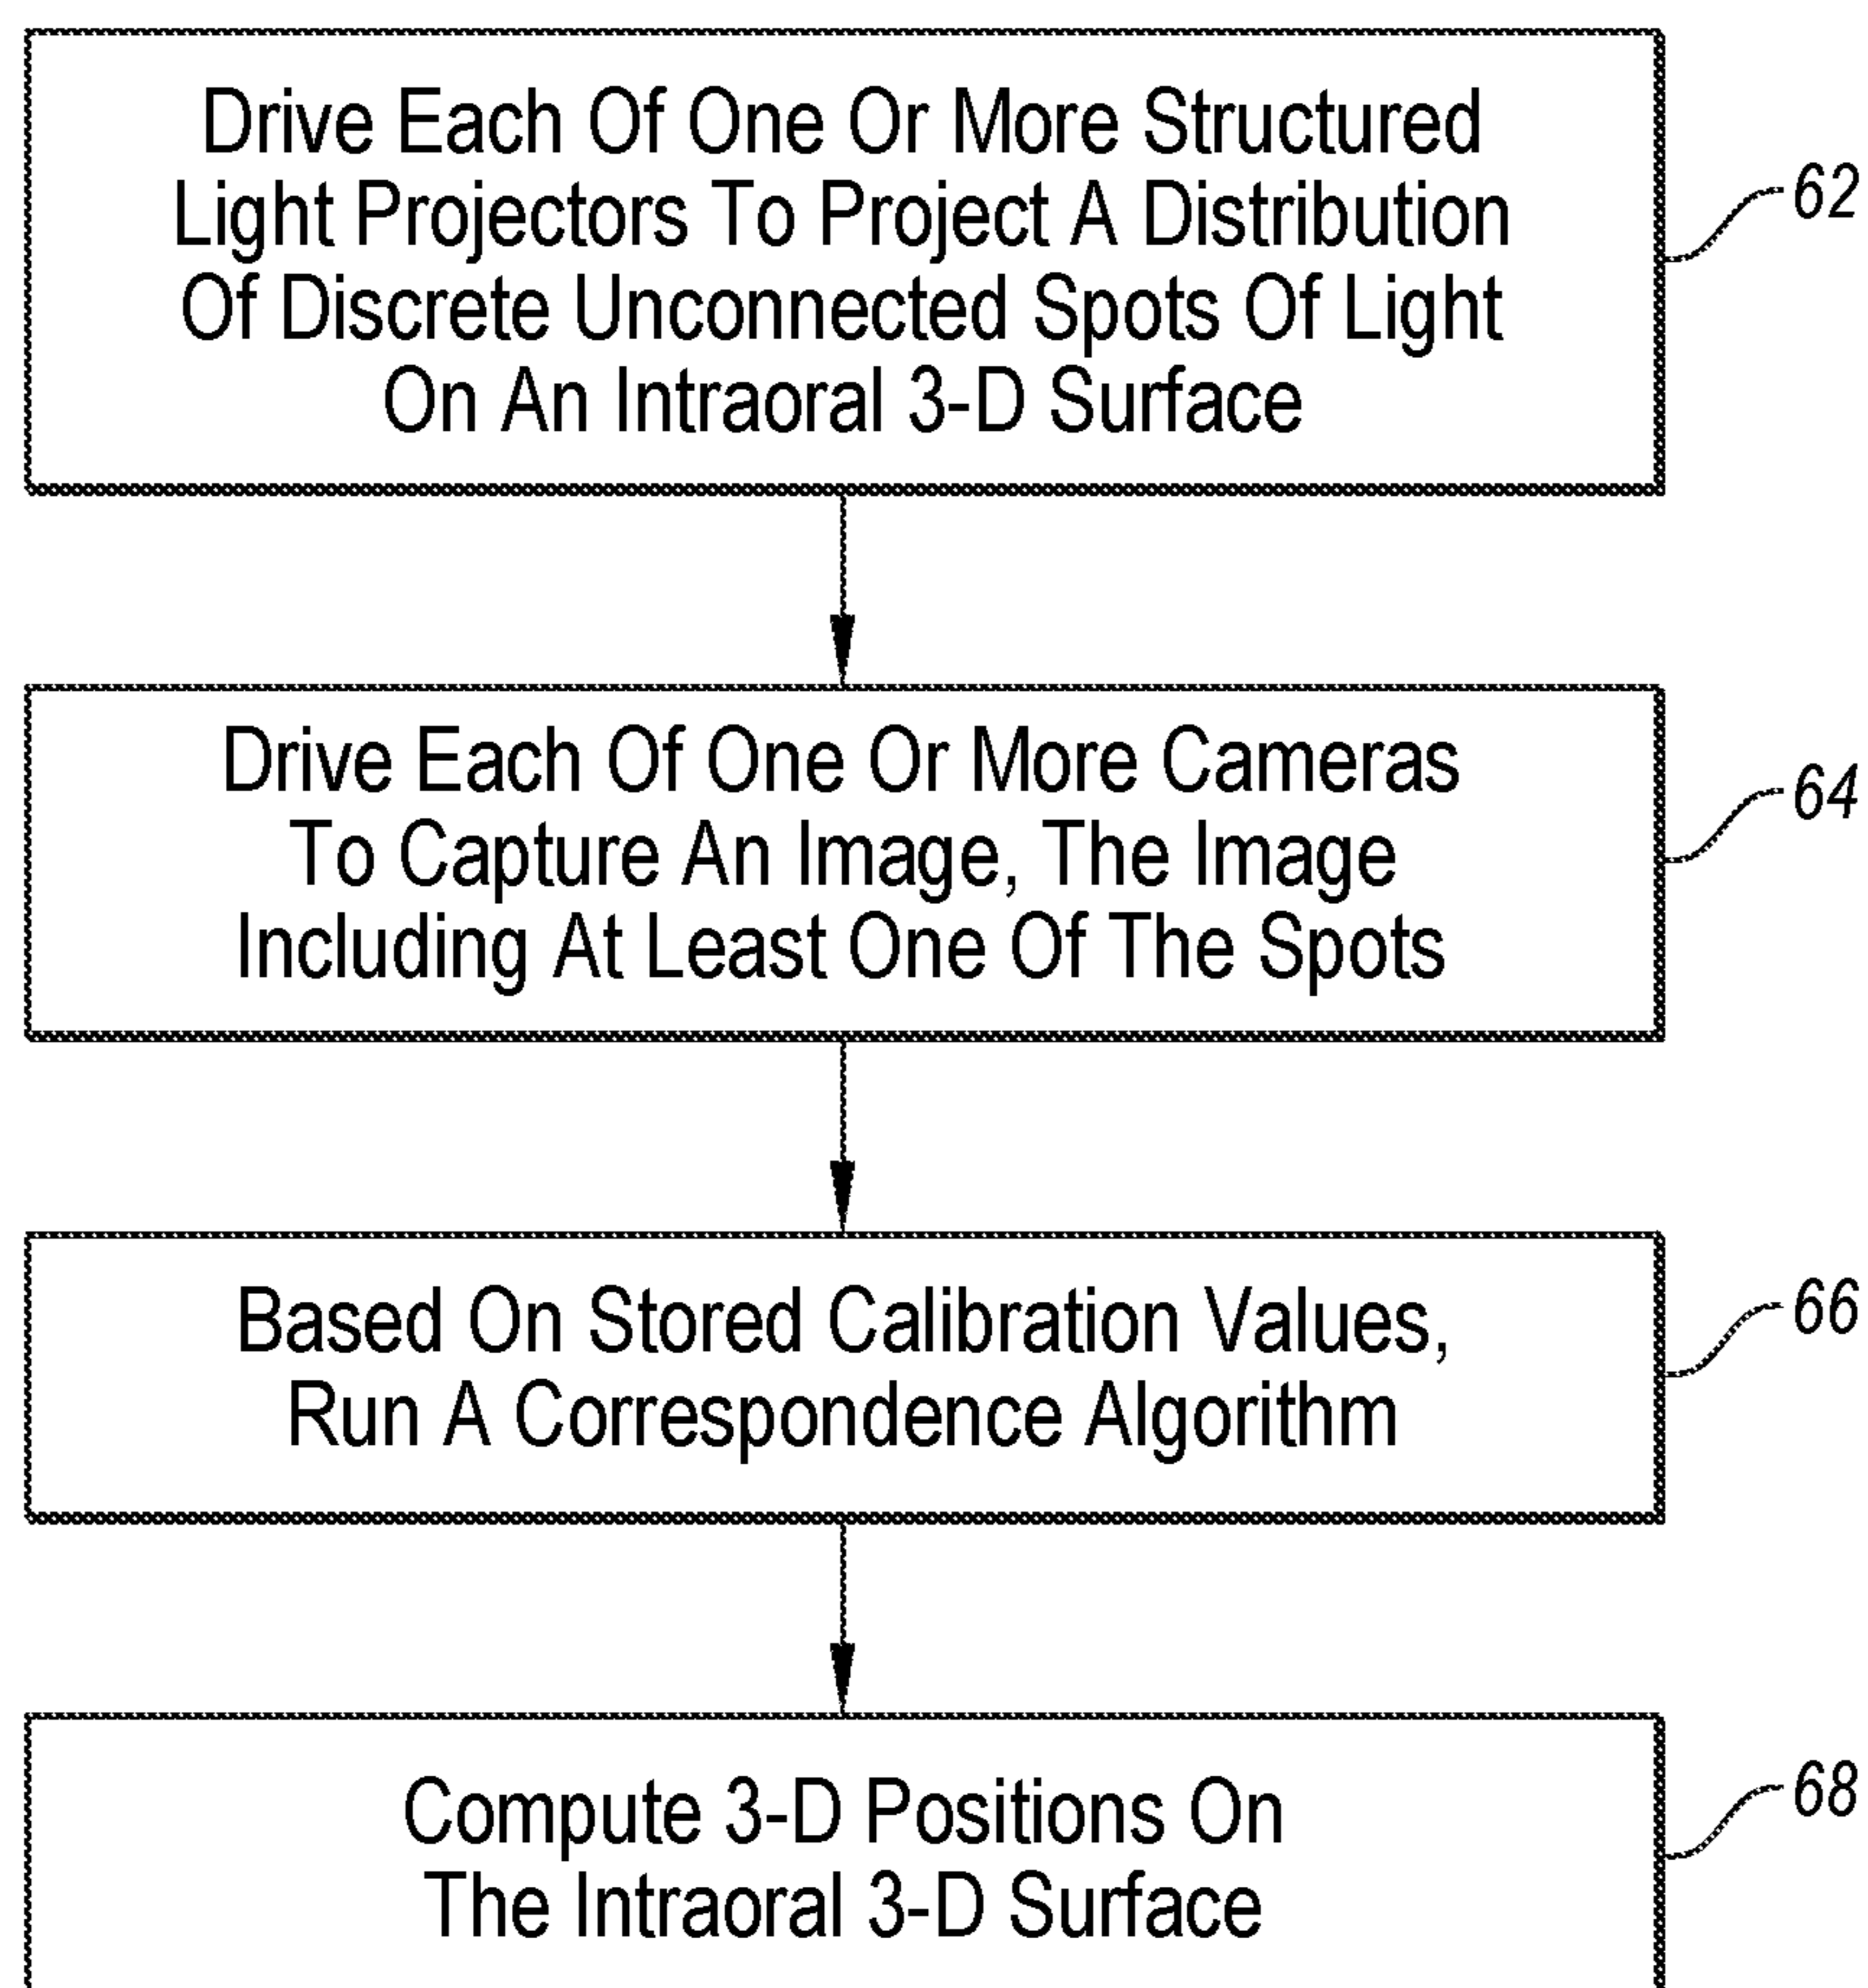 Drive Each Of One Or More Structured
Light Projectors To Project A Distribution
Of Discrete Unconnected Spots Of Light
On An Intraoral 3-D Surface
62
Drive Each Of One Or More Cameras
To Capture An Image, The Image
Including At Least One Of The Spots
64
Based On Stored Calibration Values,
Run A Correspondence Algorithm
66
Compute 3-D Positions On
The Intraoral 3-D Surface
68